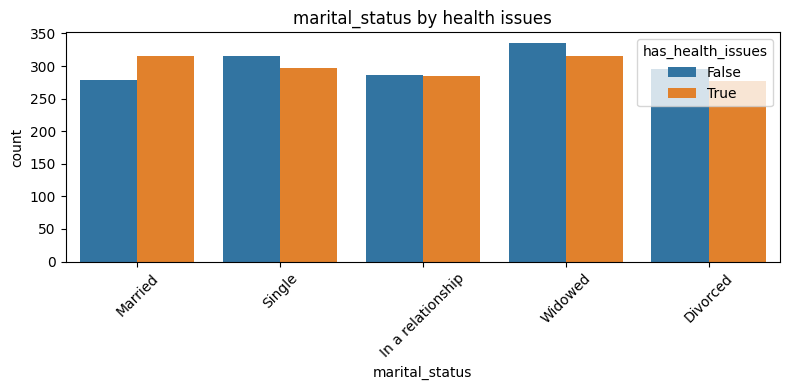 marital_status by health issues
350
300
250
200
150
100
50
0
count
has_health_issues
False
True
Married
Single
In a relationship
Widowed
Divorced
marital_status